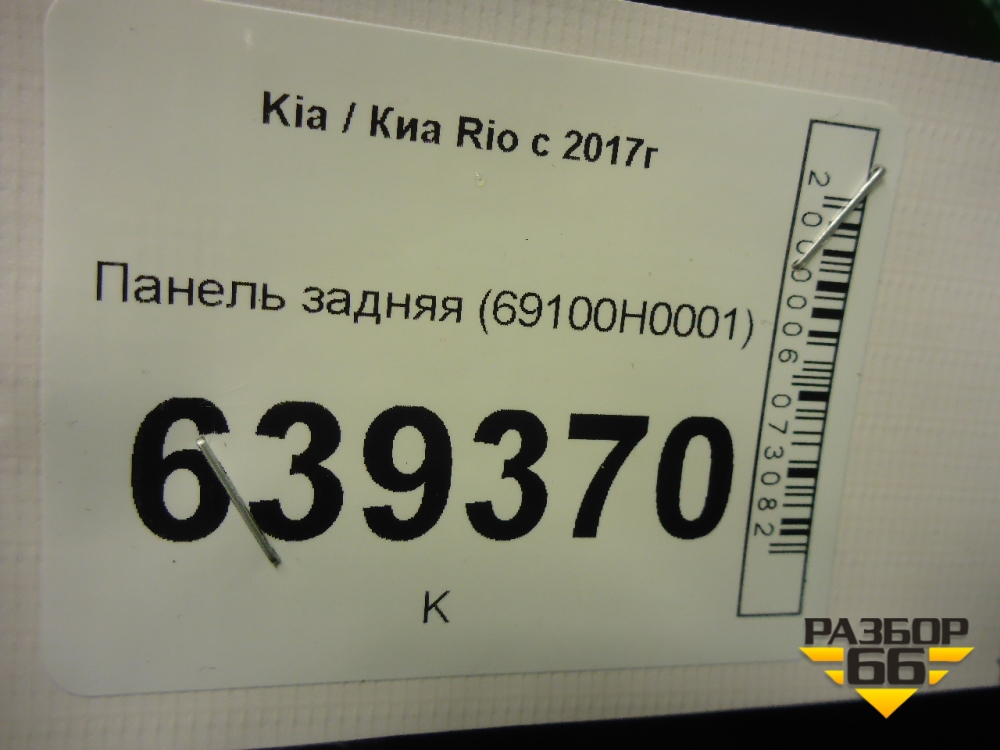 Kia / Киа Rio с 2017г
Панель задняя (69100H0001)
639370
К
2000006073082
РАЗБОР
66